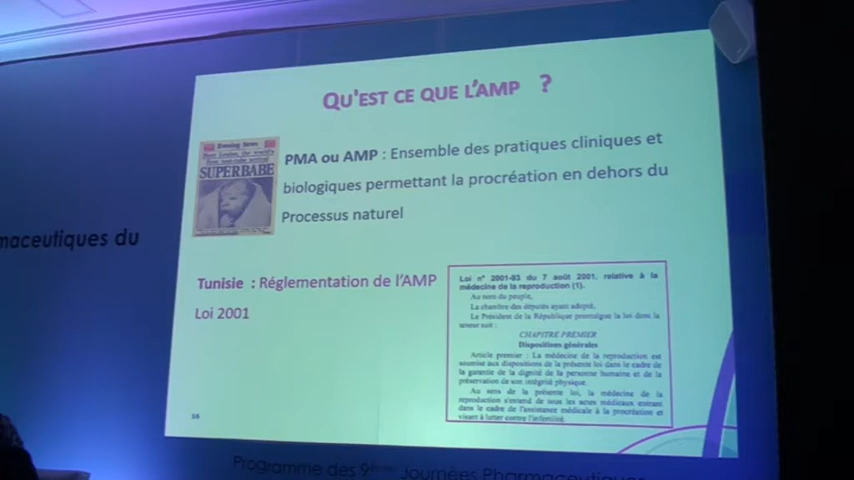 QU'EST CE QUE L'AMP ?
Evening News
SUPERBABE
PMA ou AMP : Ensemble des pratiques cliniques et
biologiques permettant la procréation en dehors du
Processus naturel
maceutiques du
Tunisie : Réglementation de l'AMP
Loi 2001
Loi n° 2001-93 du 7 août 2001, relative à la
médecine de la reproduction (1).
Au nom du peuple,
La chambre des députés ayant adopté,
Le Président de la République promulgue la loi dont la
teneur suit :
CHAPITRE PREMIER
Dispositions générales
Article premier : La médecine de la reproduction est
soumise aux dispositions de la présente loi dans le cadre de
la garantie de la dignité de la personne humaine et de la
préservation de son intégrité physique.
Au sens de la présente loi, la médecine de la
reproduction s'entend de tous les actes médicaux entrant
dans le cadre de l'assistance médicale à la procréation et
visant à lutter contre l'infertilité.
Programme des 9èmes Journées Pharmaceutiques